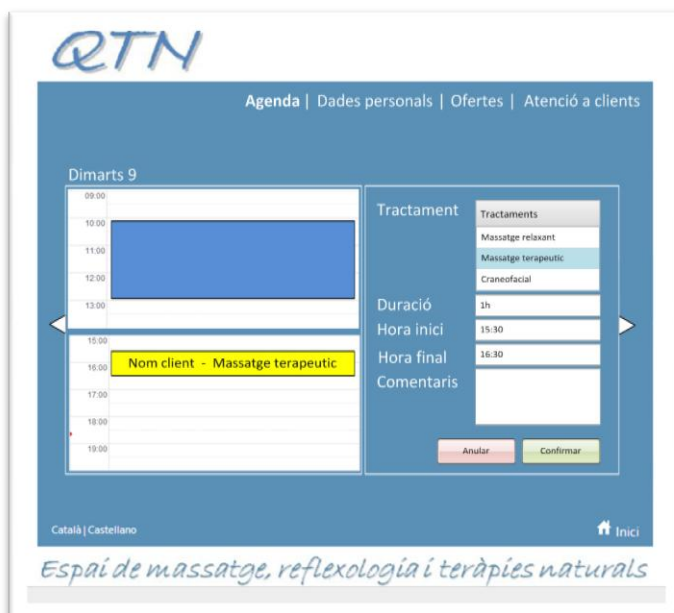 QTN
Agenda | Dades personals | Ofertes | Atenció a clients
Dimarts 9
09:00
10:00
11:00
12:00
13:00
15:00
16:00
Nom client - Massatge terapeutic
17:00
18:00
19:00
Tractament
Tractaments
Massatge relaxant
Massatge terapeutic
Craneofacial
Duració
1h
Hora inici
15:30
Hora final
16:30
Comentaris
Anular
Confirmar
Català | Castellano
Inici
Espai de massatge, reflexologia i teràpies naturals